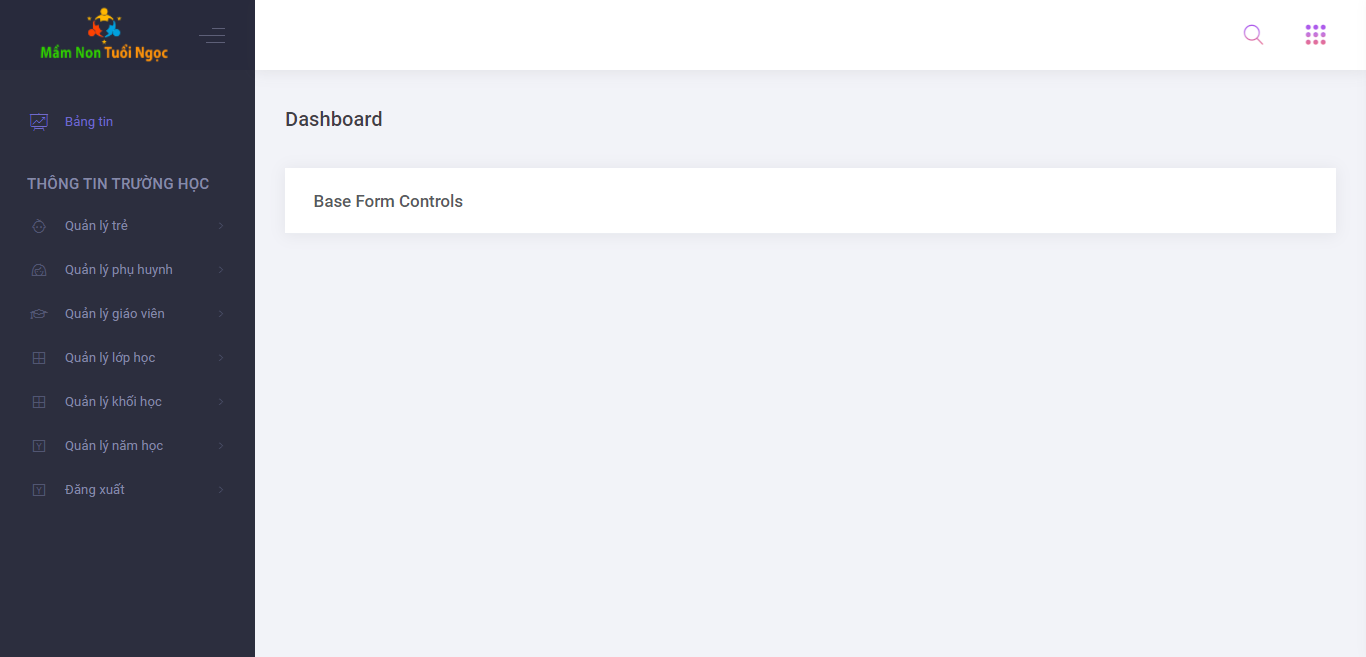 Mầm Non Tuổi Ngọc
Bảng tin
THÔNG TIN TRƯỜNG HỌC
Quản lý trẻ
Quản lý phụ huynh
Quản lý giáo viên
Quản lý lớp học
Quản lý khối học
Quản lý năm học
Đăng xuất
Dashboard
Base Form Controls